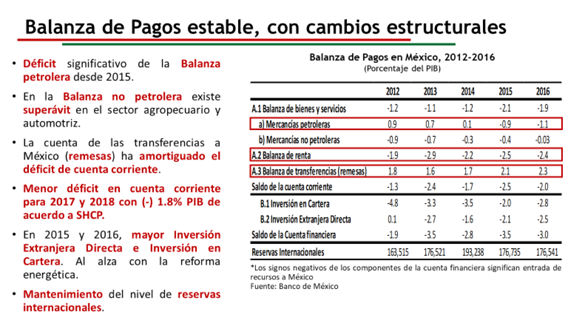 Balanza de Pagos estable, con cambios estructurales
• Déficit significativo de la Balanza
petrolera desde 2015.
• En la Balanza no petrolera existe
superávit en el sector agropecuario y
automotriz.
• La cuenta de las transferencias a
México (remesas) ha amortiguado el
déficit de cuenta corriente.
• Menor déficit en cuenta corriente
para 2017 y 2018 con (-) 1.8% PIB de
acuerdo a SHCP.
• En 2015 y 2016, mayor Inversión
Extranjera Directa e Inversión en
Cartera. Al alza con la reforma
energética.
• Mantenimiento del nivel de reservas
internacionales.
Balanza de Pagos en México, 2012-2016
(Porcentaje del PIB)
2012 2013 2014 2015 2016
A.1 Balanza de bienes y servicios -1.2 -1.1 -1.2 -2.1 -1.9
a) Mercancías petroleras 0.9 0.7 0.1 -0.9 -1.1
b) Mercancías no petroleras -0.9 -0.7 -0.3 -0.4 -0.03
A.2 Balanza de renta -1.9 -2.9 -2.2 -2.5 -2.4
A.3 Balanza de transferencias (remesas) 1.8 1.6 1.7 2.1 2.3
Saldo de la cuenta corriente -1.3 -2.4 -1.7 -2.5 -2.0
B.1 Inversión en Cartera -4.8 -3.3 -3.5 -2.0 -2.8
B.2 Inversión Extranjera Directa 0.1 -2.7 -1.6 -2.1 -2.5
Saldo de la Cuenta financiera -1.9 -3.5 -2.8 -3.5 -3.0
Reservas Internacionales 163,515 176,521 193,238 176,735 176,541
*Los signos negativos de los componentes de la cuenta financiera significan entrada de
recursos a México
Fuente: Banco de México